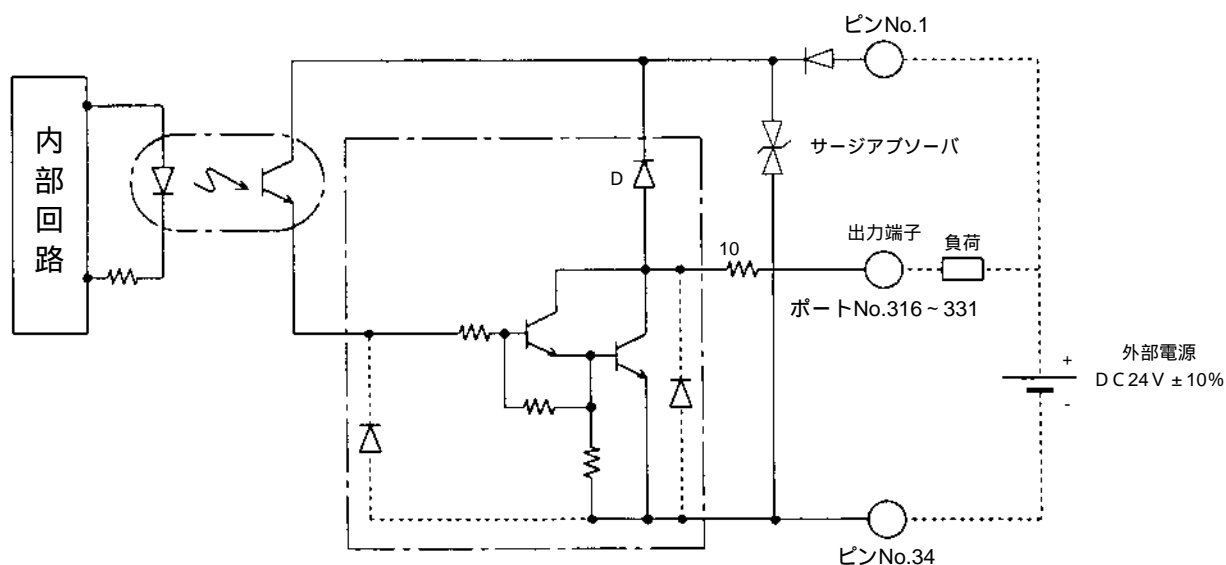 ピンNo.1
内部回路
サージアブソーバ
D
10
出力端子
負荷
ポートNo.316~331
+
外部電源
DC24V±10%
-
ピンNo.34